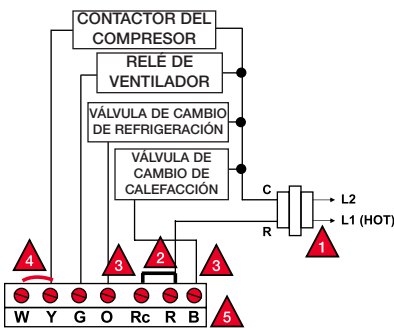 CONTACTOR DEL
COMPRESOR
RELÉ DE
VENTILADOR
VÁLVULA DE CAMBIO
DE REFRIGERACIÓN
VÁLVULA DE
CAMBIO DE
CALEFACCIÓN
C
L2
L1 (HOT)
R
1
4
3
2
3
W Y G O Rc R B
5